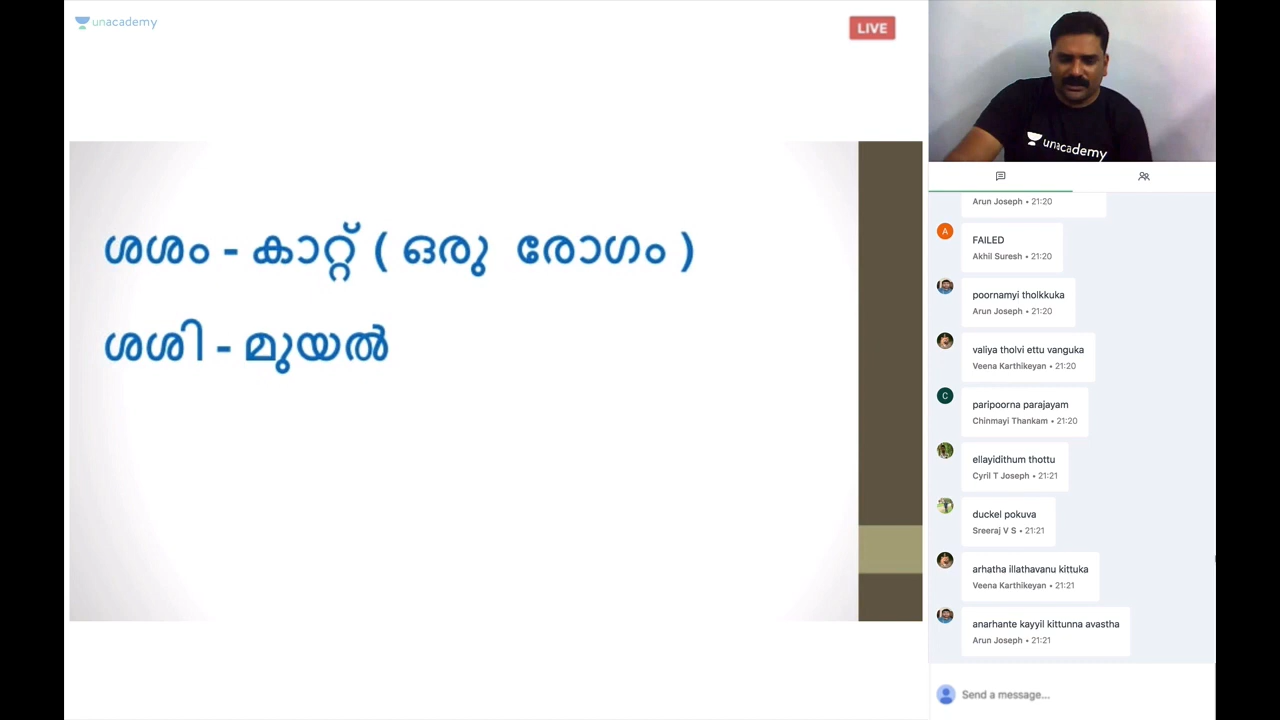 unacademy
LIVE
ശശം - കാറ്റ് ( ഒരു രോഗം )
ശശി - മുയൽ
unacademy
Arun Joseph • 21:20
A
FAILED
Akhil Suresh • 21:20
poornamyi tholkkuka
Arun Joseph • 21:20
valiya tholvi ettu vanguka
Veena Karthikeyan • 21:20
C
paripoorna parajayam
Chinmayi Thankam • 21:20
ellayidithum thottu
Cyril T Joseph • 21:21
duckel pokuva
Sreeraj V S • 21:21
arhatha illathavanu kittuka
Veena Karthikeyan • 21:21
anarhante kayyil kittunna avastha
Arun Joseph • 21:21
Send a message...